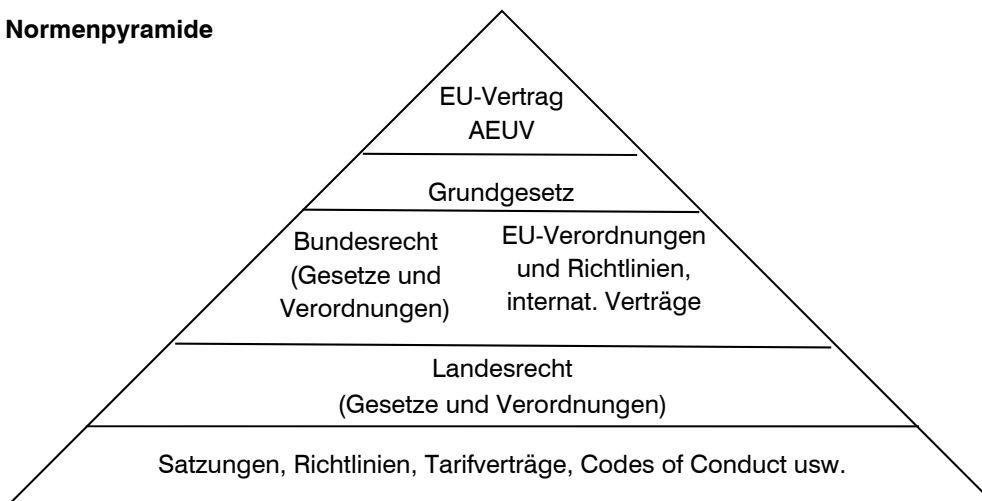 Normenpyramide
EU-Vertrag
AEUV
Grundgesetz
Bundesrecht
(Gesetze und
Verordnungen)
EU-Verordnungen
und Richtlinien,
internat. Verträge
Landesrecht
(Gesetze und Verordnungen)
Satzungen, Richtlinien, Tarifverträge, Codes of Conduct usw.